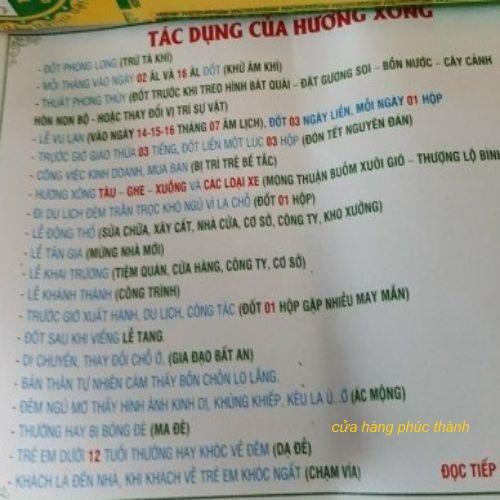 TÁC DỤNG CỦA HƯƠNG XÔNG
- ĐỐT PHONG LONG (TRỪ TÀ KHÍ)
- MỖI THÁNG VÀO NGÀY 02 ÂL VÀ 16 ÂL ĐỐT (KHỬ ÂM KHÍ)
- THUẬT PHONG THỦY (ĐỐT TRƯỚC KHI TREO HÌNH BÁT QUÁI - ĐẶT GƯƠNG SOI - BỒN NƯỚC - CÂY CẢNH
HÒN NON BỘ - HOẶC THAY ĐỔI VỊ TRÍ SỰ VẬT)
- LỄ VU LAN (VÀO NGÀY 14-15-16 THÁNG 07 ÂM LỊCH), ĐỐT 03 NGÀY LIỀN, MỖI NGÀY 01 HỘP
- TRƯỚC GIỜ GIAO THỪA 03 TIẾNG, ĐỐT LIỀN MỘT LÚC 03 HỘP (ĐÓN TẾT NGUYÊN ĐÁN)
- CÔNG VIỆC KINH DOANH, MUA BÁN (BỊ TRÌ TRỆ BẾ TẮC)
- HƯƠNG XÔNG TÀU - GHE - XUỒNG VÀ CÁC LOẠI XE (MONG THUẬN BUỒM XUÔI GIÓ - THƯỢNG LỘ BÌNH
- ĐI DU LỊCH ĐÊM TRẰN TRỌC KHÓ NGỦ VÌ LẠ CHỖ (ĐỐT 01 HỘP)
- LỄ ĐỘNG THỔ (SỬA CHỮA, XÂY CẤT, NHÀ CỬA, CƠ SỞ, CÔNG TY, KHO XƯỞNG)
- LỄ TÂN GIA (MỪNG NHÀ MỚI)
- LỄ KHAI TRƯƠNG (TIỆM QUÁN, CỬA HÀNG, CÔNG TY, CƠ SỞ)
- LỄ KHÁNH THÀNH (CÔNG TRÌNH)
- TRƯỚC GIỜ XUẤT HÀNH, DU LỊCH, CÔNG TÁC (ĐỐT 01 HỘP GẶP NHIỀU MAY MẮN)
- ĐỐT SAU KHI VIẾNG LỄ TANG.
- DI CHUYỂN, THAY ĐỔI CHỖ Ở, (GIA ĐẠO BẤT AN)
- BẢN THÂN TỰ NHIÊN CẢM THẤY BỒN CHỒN LO LẮNG.
- ĐÊM NGỦ MƠ THẤY HÌNH ẢNH KINH DỊ, KHỦNG KHIẾP, KÊU LA Ú...Ớ (ÁC MỘNG)
- THƯỜNG HAY BỊ BÓNG ĐÈ (MA ĐÈ)
cửa hàng phúc thành
- TRẺ EM DƯỚI 12 TUỔI THƯỜNG HAY KHÓC VỀ ĐÊM (DẠ ĐỀ)
- KHÁCH LẠ ĐẾN NHÀ, KHI KHÁCH VỀ TRẺ EM KHÓC NGẤT (CHẠM VÍA)
ĐỌC TIẾP